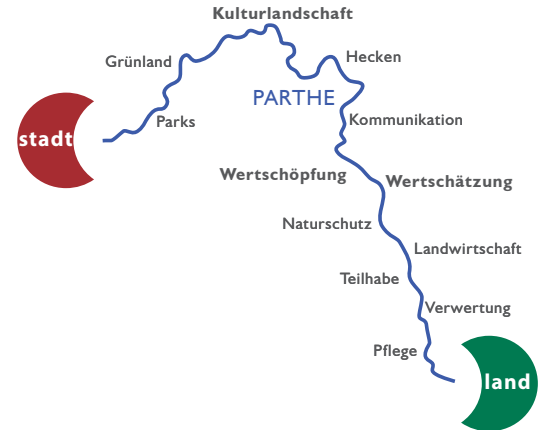 Kulturlandschaft
Grünland
Hecken
PARTHE
Parks
Kommunikation
stadt
Wertschöpfung
Wertschätzung
Naturschutz
Landwirtschaft
Teilhabe
Verwertung
Pflege
land